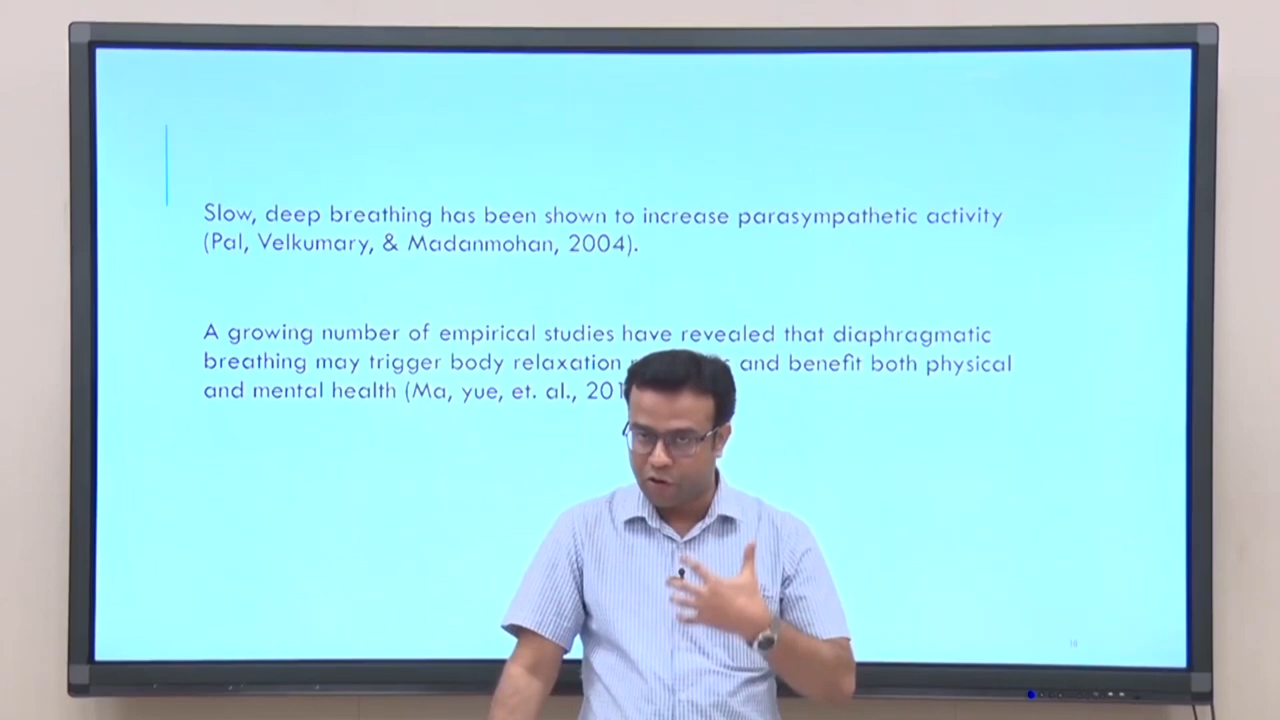 Slow, deep breathing has been shown to increase parasympathetic activity
(Pal, Velkumary, & Madanmohan, 2004).
A growing number of empirical studies have revealed that diaphragmatic
breathing may trigger body relaxation and benefit both physical
and mental health (Ma, yue, et. al., 201
18